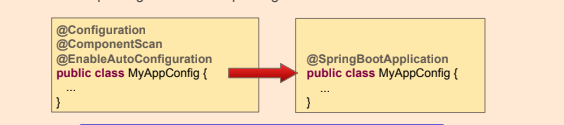 @Configuration
@ComponentScan
@EnableAutoConfiguration
public class MyAppConfig {
...
}
@SpringBootApplication
public class MyAppConfig {
...
}